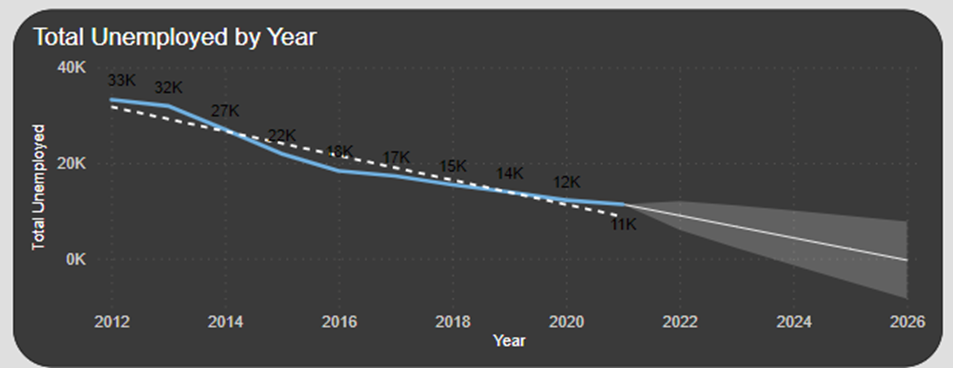 Total Unemployed by Year
40K
33K
32K
27K
22K
18K
17K
15K
14K
12K
11K
20K
0K
Total Unemployed
2012
2014
2016
2018
2020
2022
2024
2026
Year